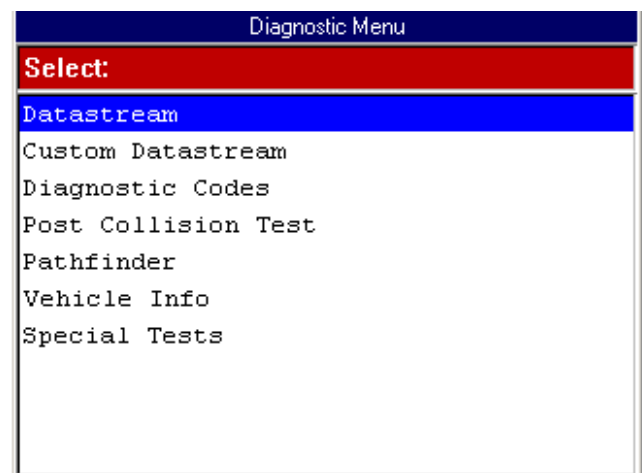 Diagnostic Menu
Select:
Datastream
Custom Datastream
Diagnostic Codes
Post Collision Test
Pathfinder
Vehicle Info
Special Tests